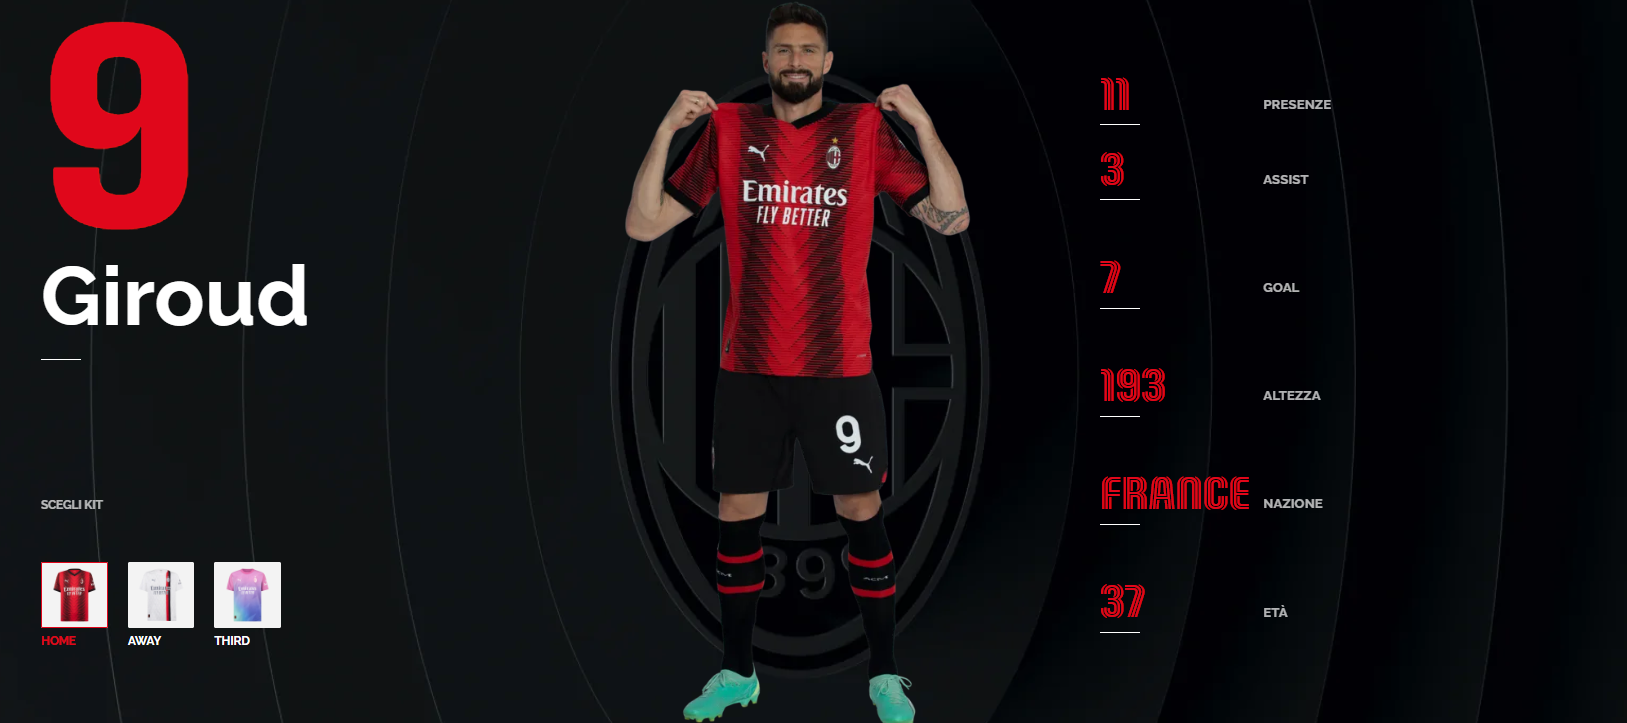 9
Giroud
SCEGLI KIT
HOME
AWAY
THIRD
Emirates
FLY BETTER
9
11 PRESENZE
3 ASSIST
7 GOAL
193 ALTEZZA
FRANCE NAZIONE
37 ETÀ